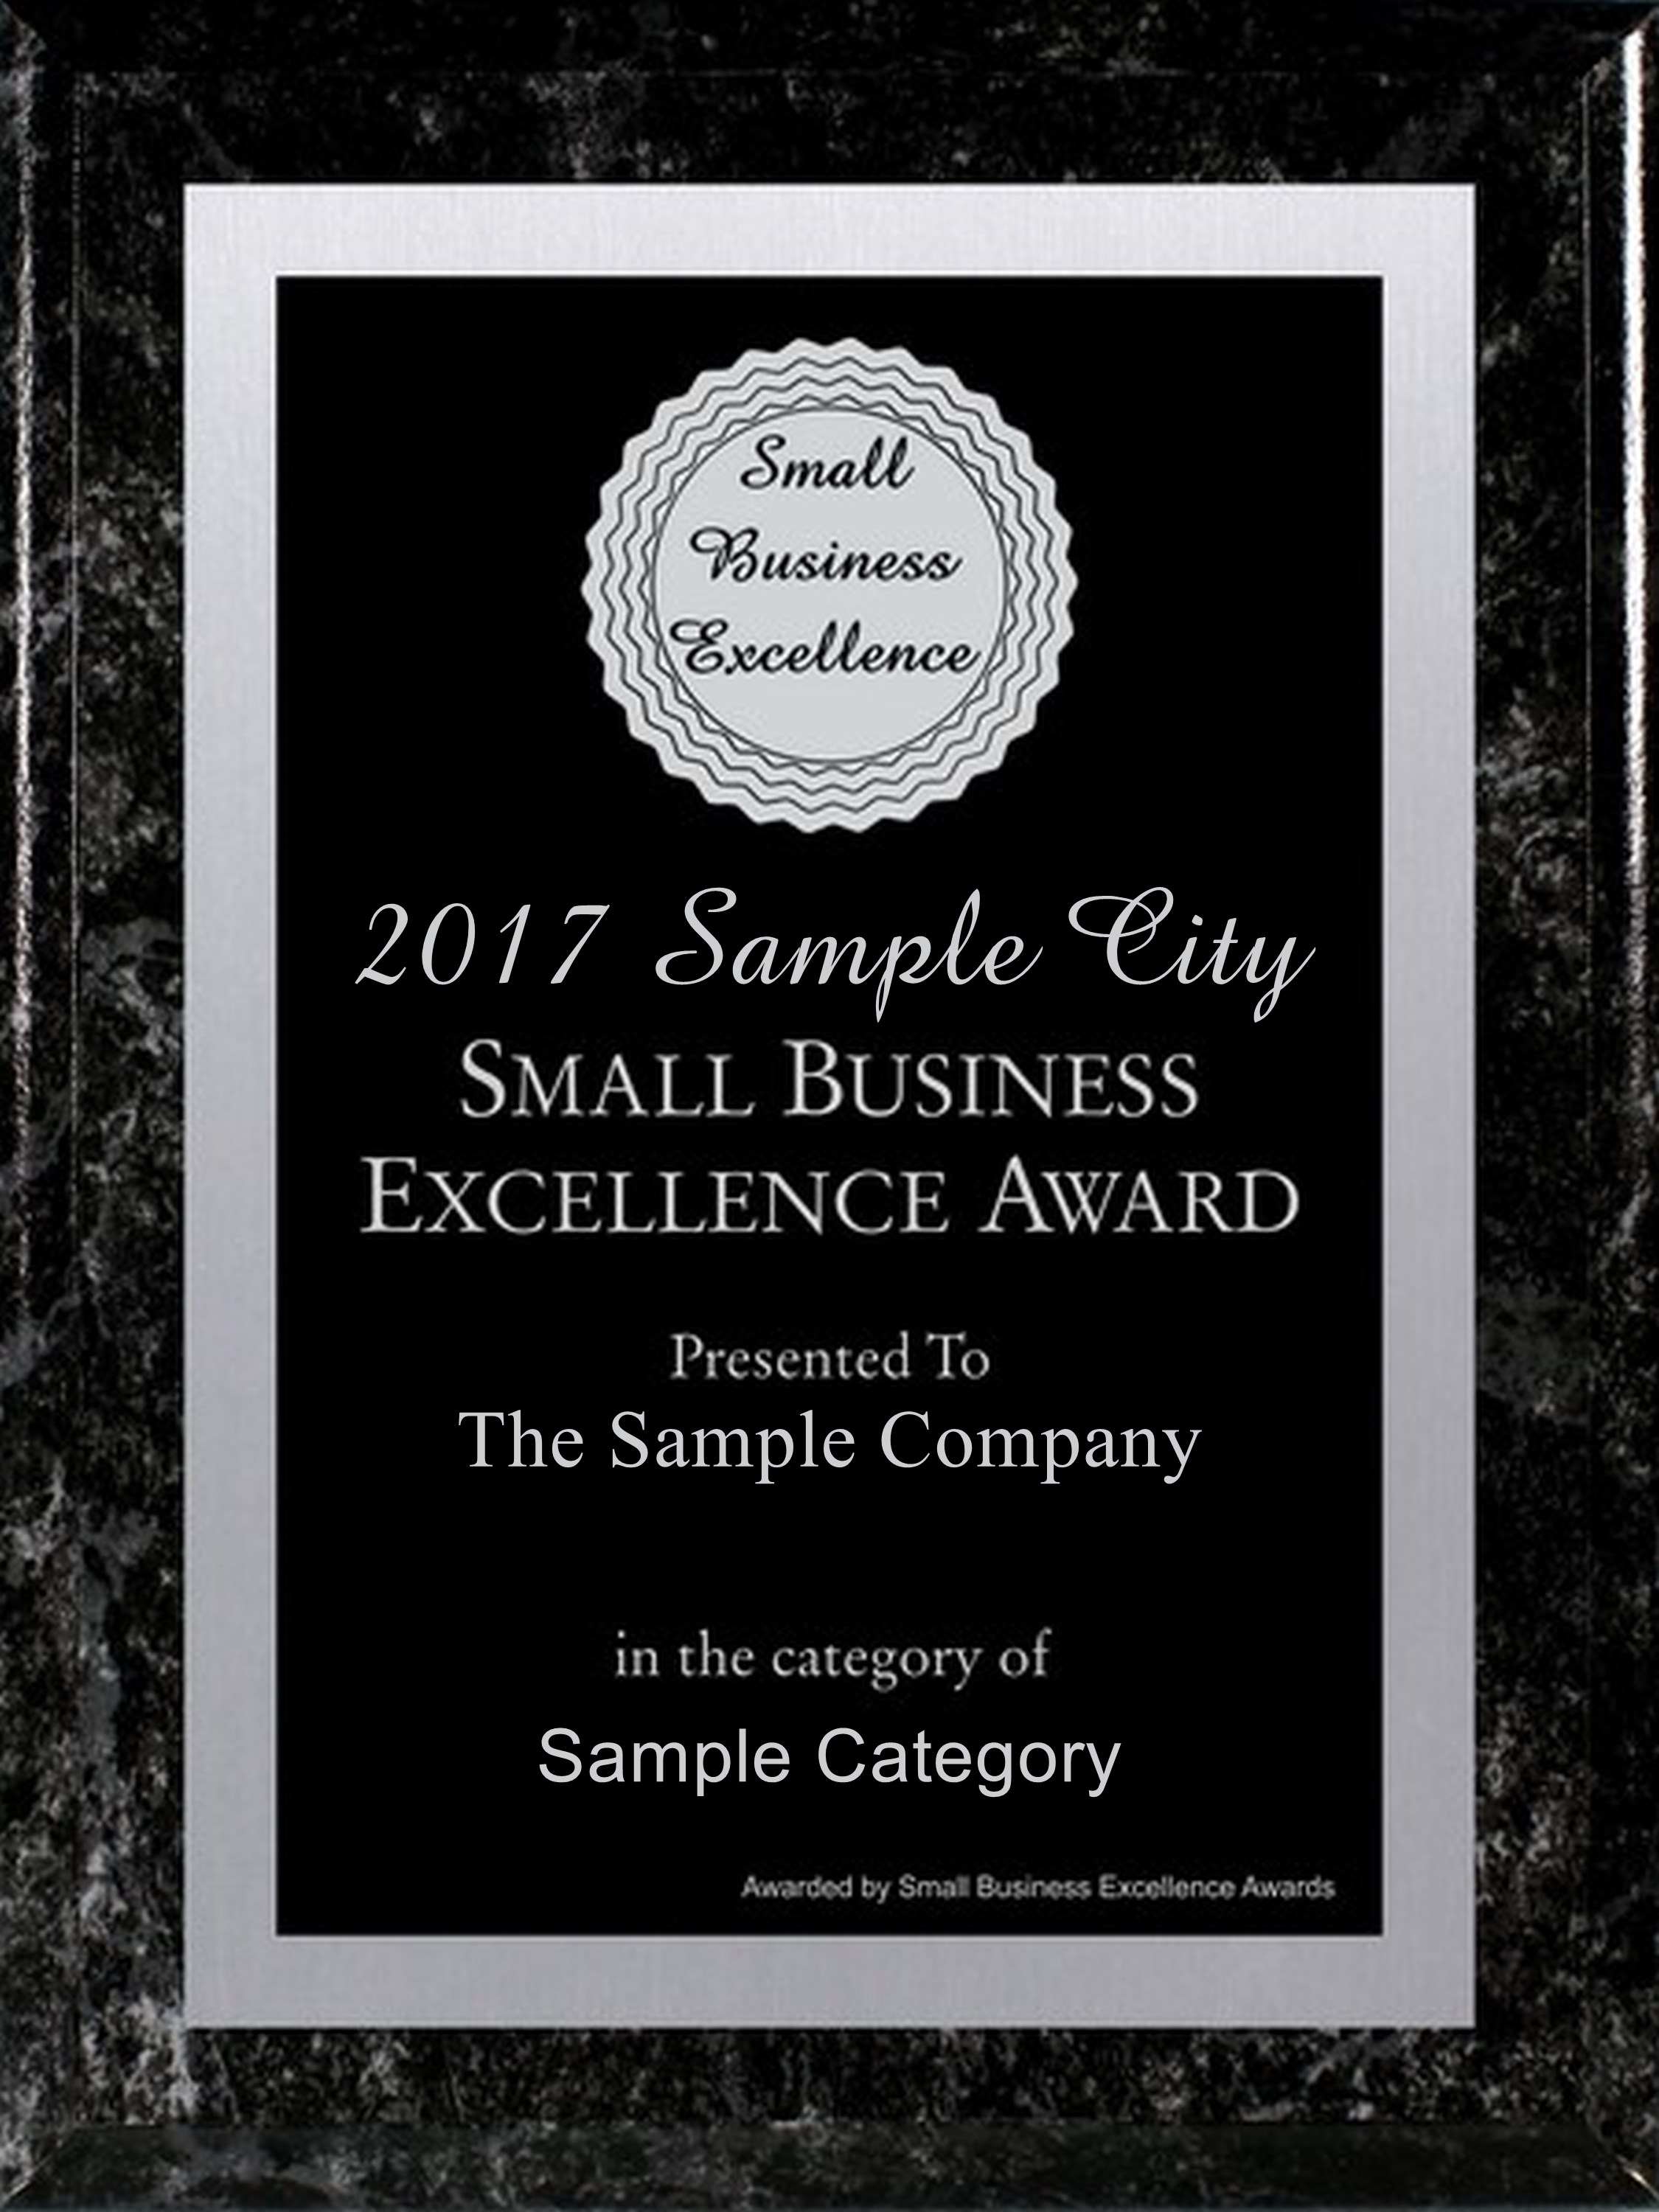 Small
Business
Excellence
2017 Sample City
SMALL BUSINESS
EXCELLENCE AWARD
Presented To
The Sample Company
in the category of
Sample Category
Awarded by Small Business Excellence Awards